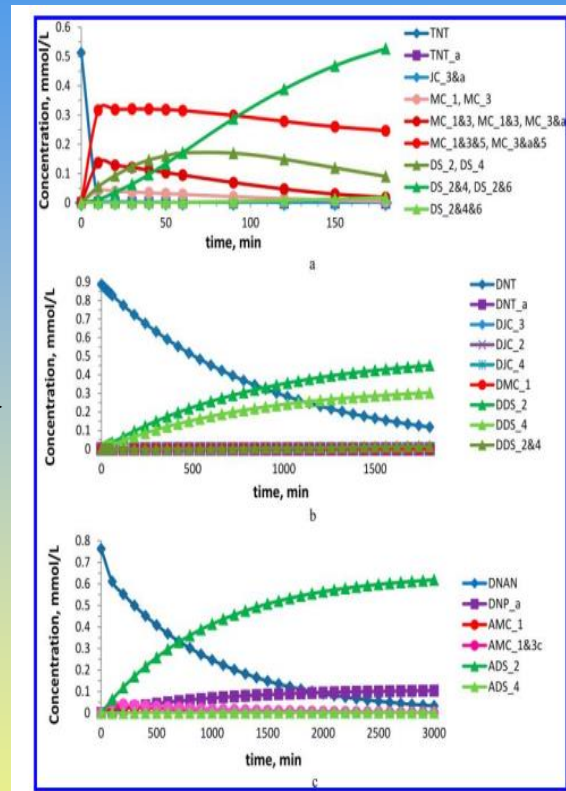 Concentration, mmol/L
0.6
0.5
0.4
0.3
0.2
0.1
0
0 50 100 150
time, min
TNT
TNT_a
JC_3&a
MC_1, MC_3
MC_1&3, MC_1&3, MC_3&a
MC_1&3&5, MC_3&a&5
DS_2, DS_4
DS_2&4, DS_2&6
DS_2&4&6
a
Concentration, mmol/L
0.9
0.8
0.7
0.6
0.5
0.4
0.3
0.2
0.1
0
0 500 1000 1500
time, min
DNT
DNT_a
DJC_3
DJC_2
DJC_4
DMC_1
DDS_2
DDS_4
DDS_2&4
b
Concentration, mmol/L
0.8
0.7
0.6
0.5
0.4
0.3
0.2
0.1
0
0 500 1000 1500 2000 2500 3000
time, min
DNAN
DNP_a
AMC_1
AMC_1&3c
ADS_2
ADS_4
c